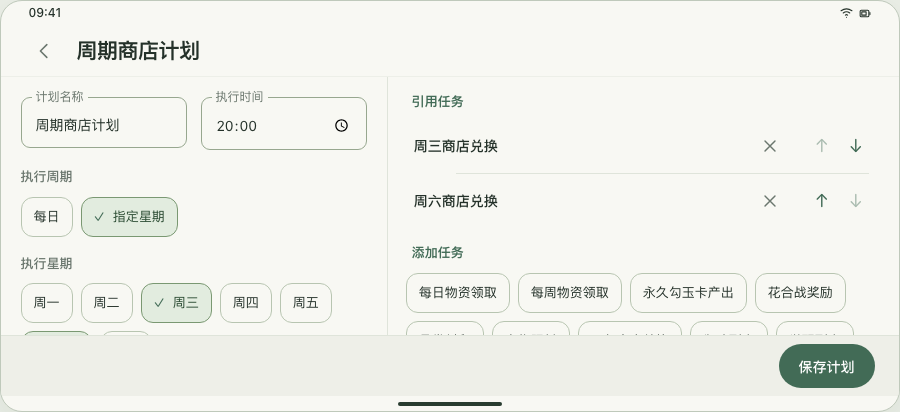 09:41
周期商店计划
计划名称
周期商店计划
执行时间
20:00
执行周期
每日
指定星期
执行星期
周一
周二
周三
周四
周五
引用任务
周三商店兑换
周六商店兑换
添加任务
每日物资领取
每周物资领取
永久勾玉卡产出
花合战奖励
保存计划